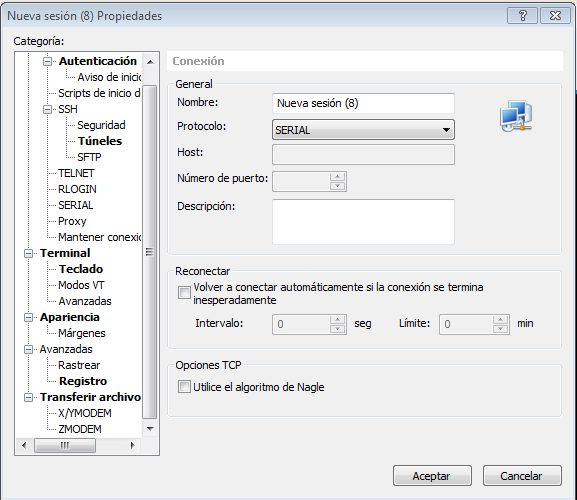 Nueva sesión (8) Propiedades
Categoría:
Autenticación
Aviso de inicio
Scripts de inicio d
SSH
Seguridad
Túneles
SFTP
TELNET
RLOGIN
SERIAL
Proxy
Mantener conexió
Terminal
Teclado
Modos VT
Avanzadas
Apariencia
Márgenes
Avanzadas
Rastrear
Registro
Transferir archivo
X/YMODEM
ZMODEM
Conexión
General
Nombre: Nueva sesión (8)
Protocolo: SERIAL
Host:
Número de puerto:
Descripción:
Reconectar
Volver a conectar automáticamente si la conexión se termina
inesperadamente
Intervalo: 0 seg Límite: 0 min
Opciones TCP
Utilice el algoritmo de Nagle
Aceptar Cancelar